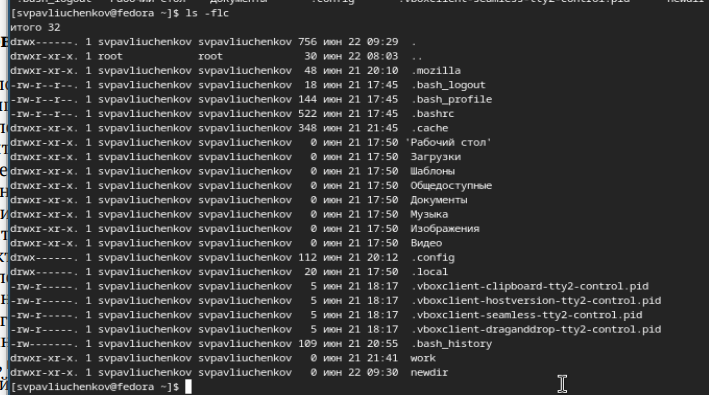 .bash_logout 'Рабочий стол' Документы .config .vboxclient-seamless-tty2-control.pid newdir
[svpavliuchenkov@fedora ~]$ ls -flc
итого 32
drwx------. 1 svpavliuchenkov svpavliuchenkov 756 июн 22 09:29 .
drwxr-xr-x. 1 root root 30 июн 22 08:03 ..
drwxr-xr-x. 1 svpavliuchenkov svpavliuchenkov 48 июн 21 20:10 .mozilla
-rw-r--r--. 1 svpavliuchenkov svpavliuchenkov 18 июн 21 17:45 .bash_logout
-rw-r--r--. 1 svpavliuchenkov svpavliuchenkov 144 июн 21 17:45 .bash_profile
-rw-r--r--. 1 svpavliuchenkov svpavliuchenkov 522 июн 21 17:45 .bashrc
drwxr-xr-x. 1 svpavliuchenkov svpavliuchenkov 348 июн 21 21:45 .cache
drwxr-xr-x. 1 svpavliuchenkov svpavliuchenkov 0 июн 21 17:50 'Рабочий стол'
drwxr-xr-x. 1 svpavliuchenkov svpavliuchenkov 0 июн 21 17:50 Загрузки
drwxr-xr-x. 1 svpavliuchenkov svpavliuchenkov 0 июн 21 17:50 Шаблоны
drwxr-xr-x. 1 svpavliuchenkov svpavliuchenkov 0 июн 21 17:50 Общедоступные
drwxr-xr-x. 1 svpavliuchenkov svpavliuchenkov 0 июн 21 17:50 Документы
drwxr-xr-x. 1 svpavliuchenkov svpavliuchenkov 0 июн 21 17:50 Музыка
drwxr-xr-x. 1 svpavliuchenkov svpavliuchenkov 0 июн 21 17:50 Изображения
drwxr-xr-x. 1 svpavliuchenkov svpavliuchenkov 0 июн 21 17:50 Видео
drwx------. 1 svpavliuchenkov svpavliuchenkov 112 июн 21 20:12 .config
drwx------. 1 svpavliuchenkov svpavliuchenkov 20 июн 21 17:50 .local
-rw-r-----. 1 svpavliuchenkov svpavliuchenkov 5 июн 21 18:17 .vboxclient-clipboard-tty2-control.pid
-rw-r-----. 1 svpavliuchenkov svpavliuchenkov 5 июн 21 18:17 .vboxclient-hostversion-tty2-control.pid
-rw-r-----. 1 svpavliuchenkov svpavliuchenkov 5 июн 21 18:17 .vboxclient-seamless-tty2-control.pid
-rw-r-----. 1 svpavliuchenkov svpavliuchenkov 5 июн 21 18:17 .vboxclient-draganddrop-tty2-control.pid
-rw-------. 1 svpavliuchenkov svpavliuchenkov 109 июн 21 20:55 .bash_history
drwxr-xr-x. 1 svpavliuchenkov svpavliuchenkov 0 июн 21 21:41 work
drwxr-xr-x. 1 svpavliuchenkov svpavliuchenkov 0 июн 22 09:30 newdir
[svpavliuchenkov@fedora ~]$